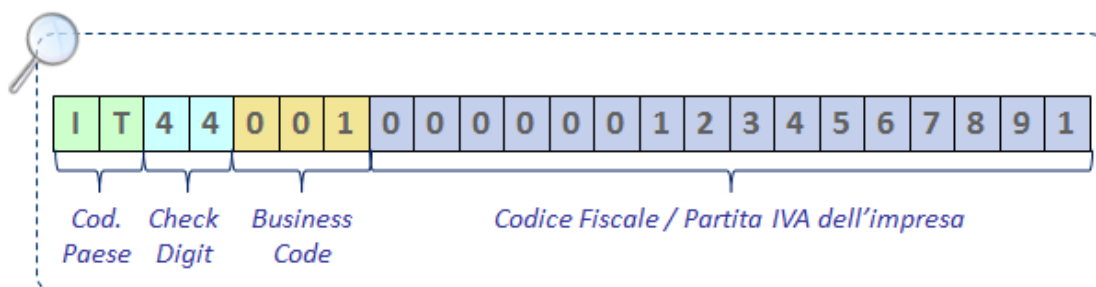 I T 4 4 0 0 1 0 0 0 0 0 0 1 2 3 4 5 6 7 8 9 1
Cod. Paese
Check Digit
Business Code
Codice Fiscale / Partita IVA dell'impresa